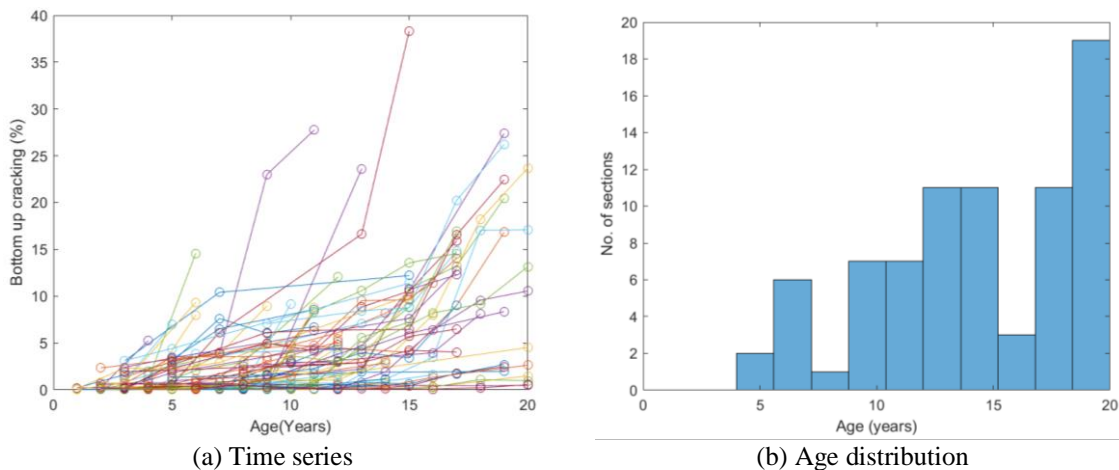 40
35
30
25
20
15
10
5
0
Bottom up cracking (%)
0 5 10 15 20
Age(Years)
(a) Time series
20
18
16
14
12
10
8
6
4
2
0
No. of sections
0 5 10 15 20
Age (years)
(b) Age distribution